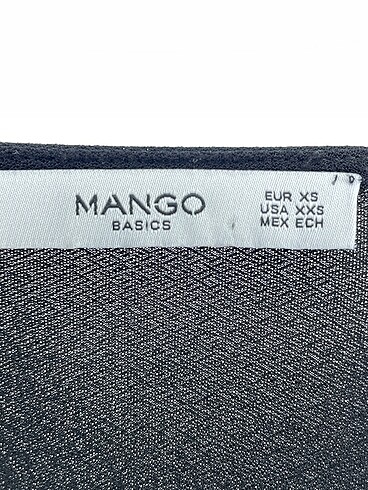 MANGO
BASICS
EUR XS
USA XXS
MEX ECH